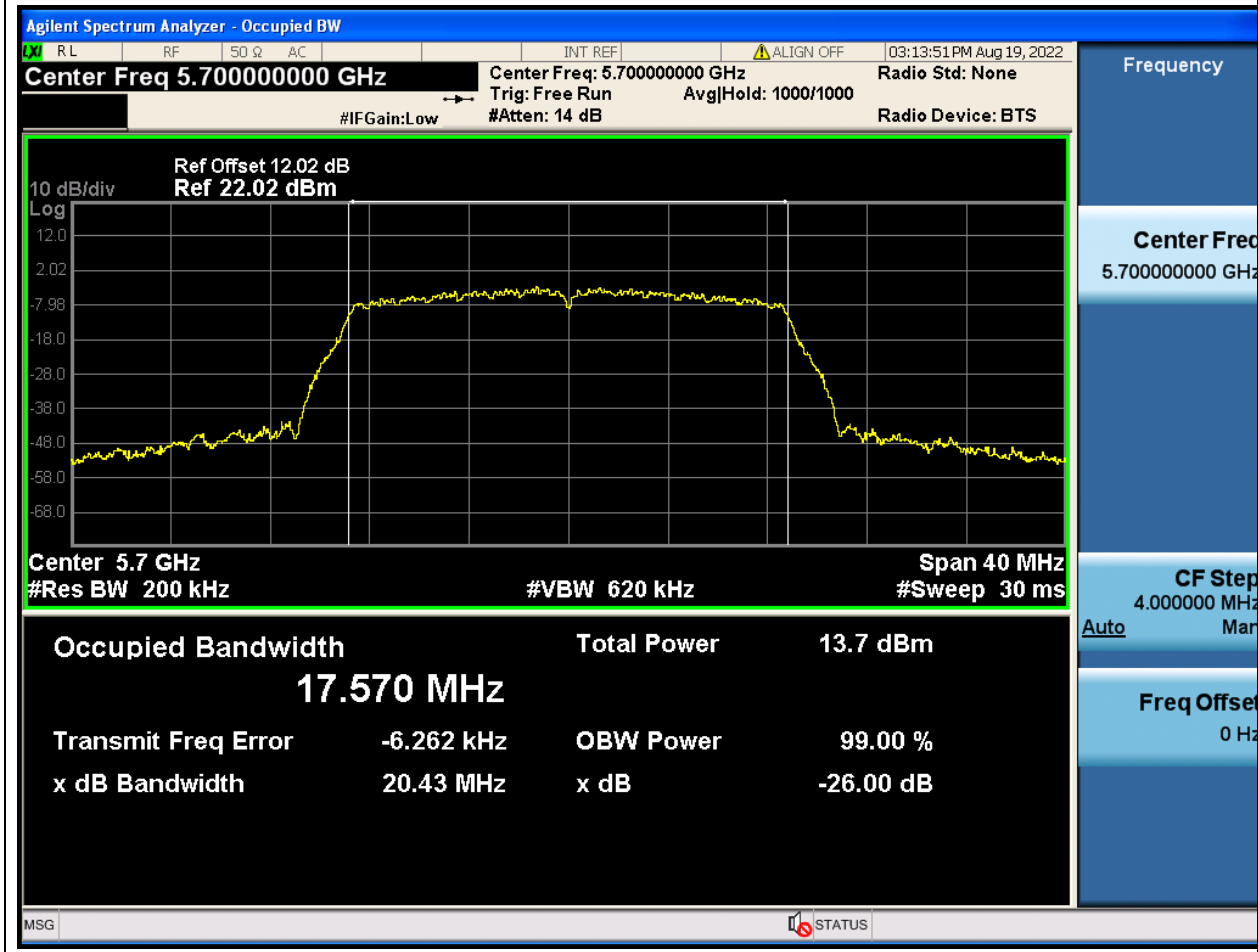 Agilent Spectrum Analyzer - Occupied BW
LXI RL RF 50 Ω AC INT REF ALIGN OFF 03:13:51 PM Aug 19, 2022
Center Freq 5.700000000 GHz
Center Freq: 5.700000000 GHz
Radio Std: None
Trig: Free Run Avg|Hold: 1000/1000
#IFGain:Low #Atten: 14 dB Radio Device: BTS
Ref Offset 12.02 dB
10 dB/div Ref 22.02 dBm
Log
12.0
2.02
-7.98
-18.0
-28.0
-38.0
-48.0
-58.0
-68.0
Center 5.7 GHz Span 40 MHz
#Res BW 200 kHz #VBW 620 kHz #Sweep 30 ms
Occupied Bandwidth Total Power 13.7 dBm
17.570 MHz
Transmit Freq Error -6.262 kHz OBW Power 99.00 %
x dB Bandwidth 20.43 MHz x dB -26.00 dB
MSG STATUS
Frequency
Center Freq
5.700000000 GHz
CF Step
4.000000 MHz
Auto Man
Freq Offset
0 Hz